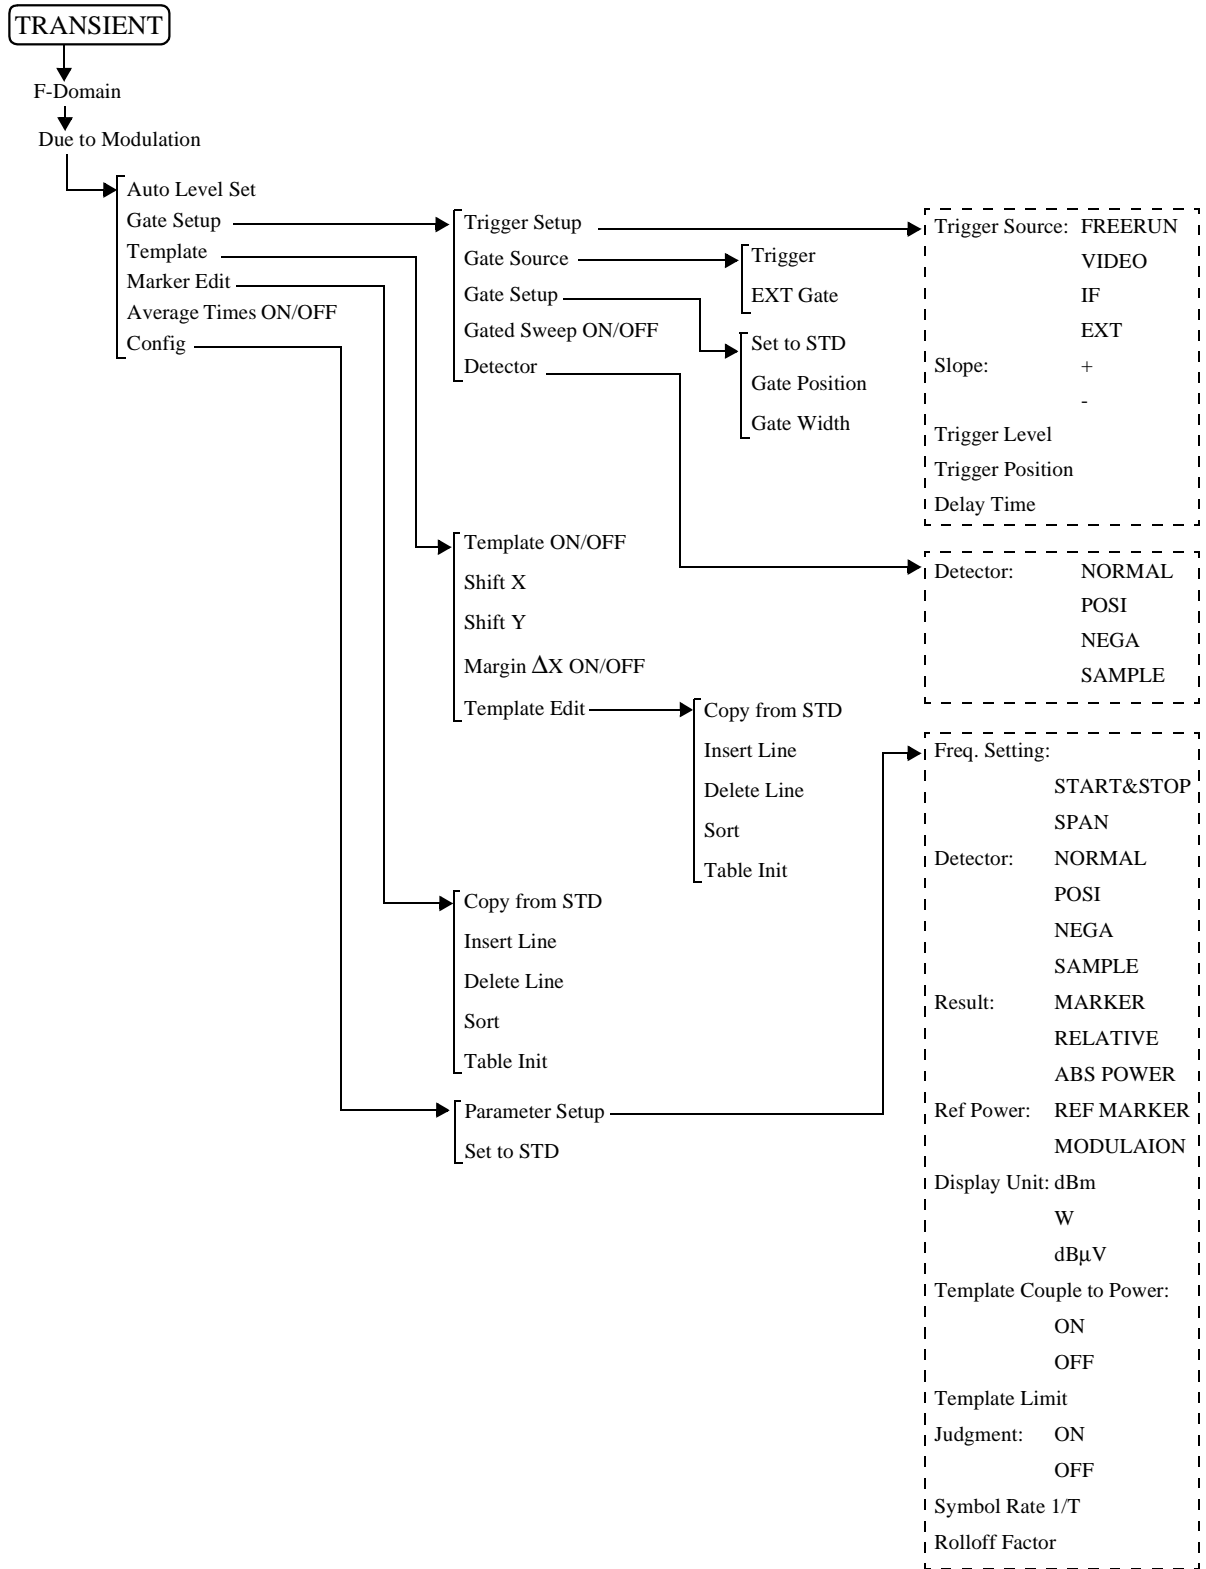 TRANSIENT
F-Domain
Due to Modulation
Auto Level Set
Gate Setup
Template
Marker Edit
Average Times ON/OFF
Config
Trigger Setup
Gate Source
Gate Setup
Gated Sweep ON/OFF
Detector
Trigger
EXT Gate
Set to STD
Gate Position
Gate Width
Trigger Source: FREERUN
VIDEO
IF
EXT
Slope: +
-
Trigger Level
Trigger Position
Delay Time
Template ON/OFF
Shift X
Shift Y
Margin ΔX ON/OFF
Template Edit
Detector: NORMAL
POSI
NEGA
SAMPLE
Copy from STD
Insert Line
Delete Line
Sort
Table Init
Copy from STD
Insert Line
Delete Line
Sort
Table Init
Parameter Setup
Set to STD
Freq. Setting:
START&STOP
SPAN
Detector: NORMAL
POSI
NEGA
SAMPLE
Result: MARKER
RELATIVE
ABS POWER
Ref Power: REF MARKER
MODULAION
Display Unit: dBm
W
dBμV
Template Couple to Power:
ON
OFF
Template Limit
Judgment: ON
OFF
Symbol Rate 1/T
Rolloff Factor